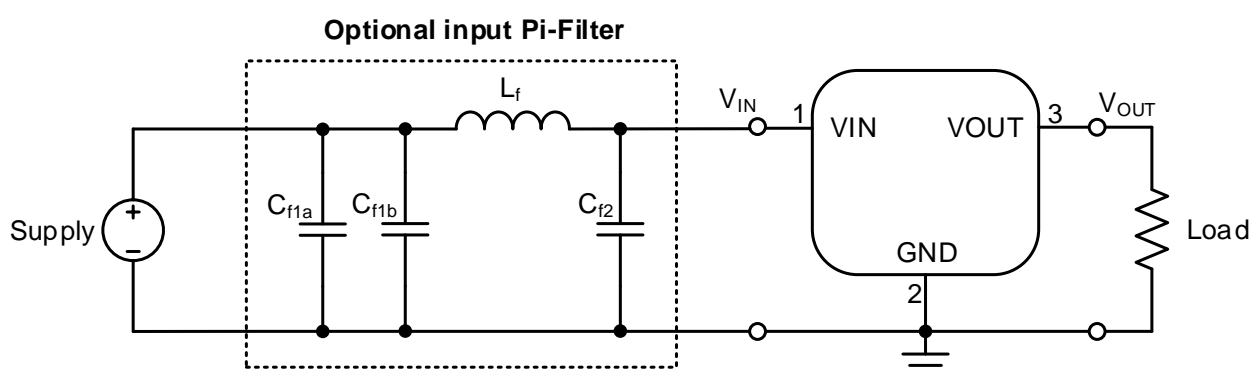 Optional input Pi-Filter
Lf
VIN
1
VIN
VOUT
3
VOUT
Cf1a
Cf1b
Cf2
Supply
+
–
Load
GND
2